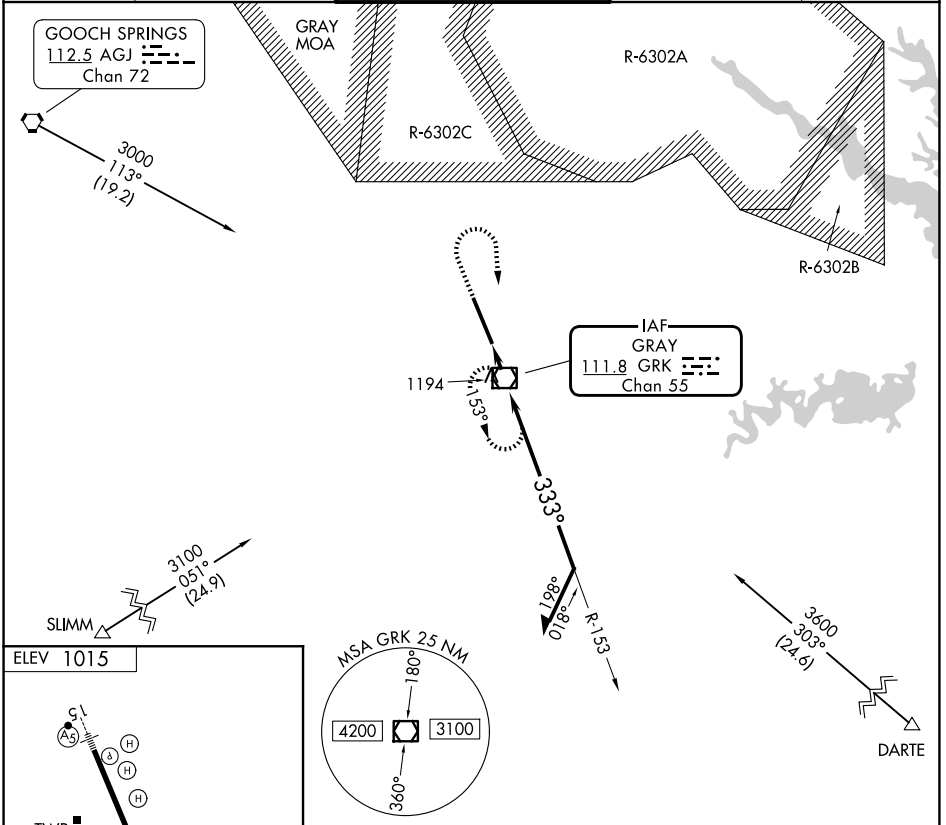 GOOCH SPRINGS
112.5 AGJ
Chan 72
GRAY
MOA
R-6302A
R-6302C
3000
113°
(19.2)
R-6302B
IAF
GRAY
111.8 GRK
Chan 55
1194
153°
333°
3100
051°
(24.9)
SLIMM
198°
018°
R-153
3600
303°
(24.6)
DARTE
ELEV 1015
15
A5
P
H
H
H
TWR
MSA GRK 25 NM
180°
4200
3100
360°